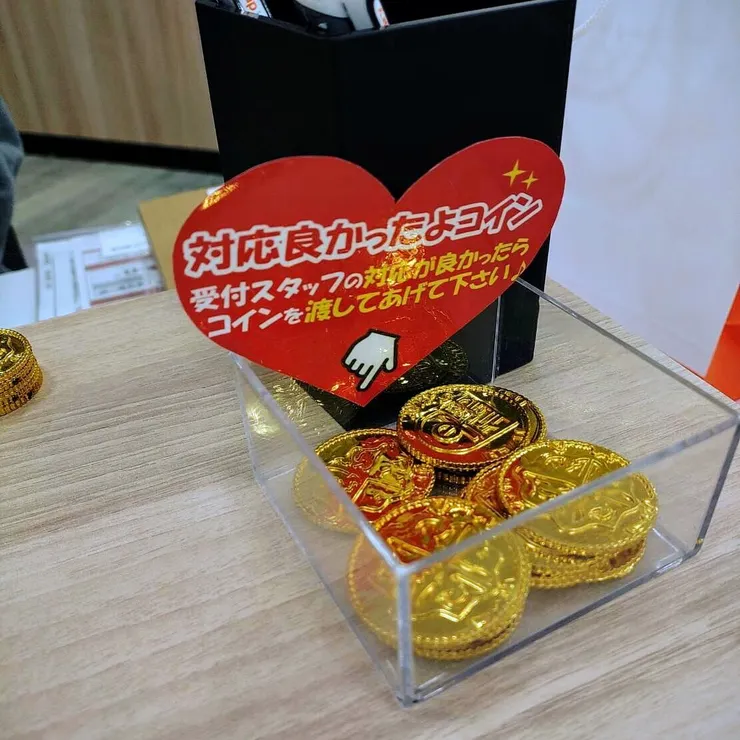 対応良かったよコイン
受付スタッフの対応が良かったら
コインを渡してあげて下さい♪